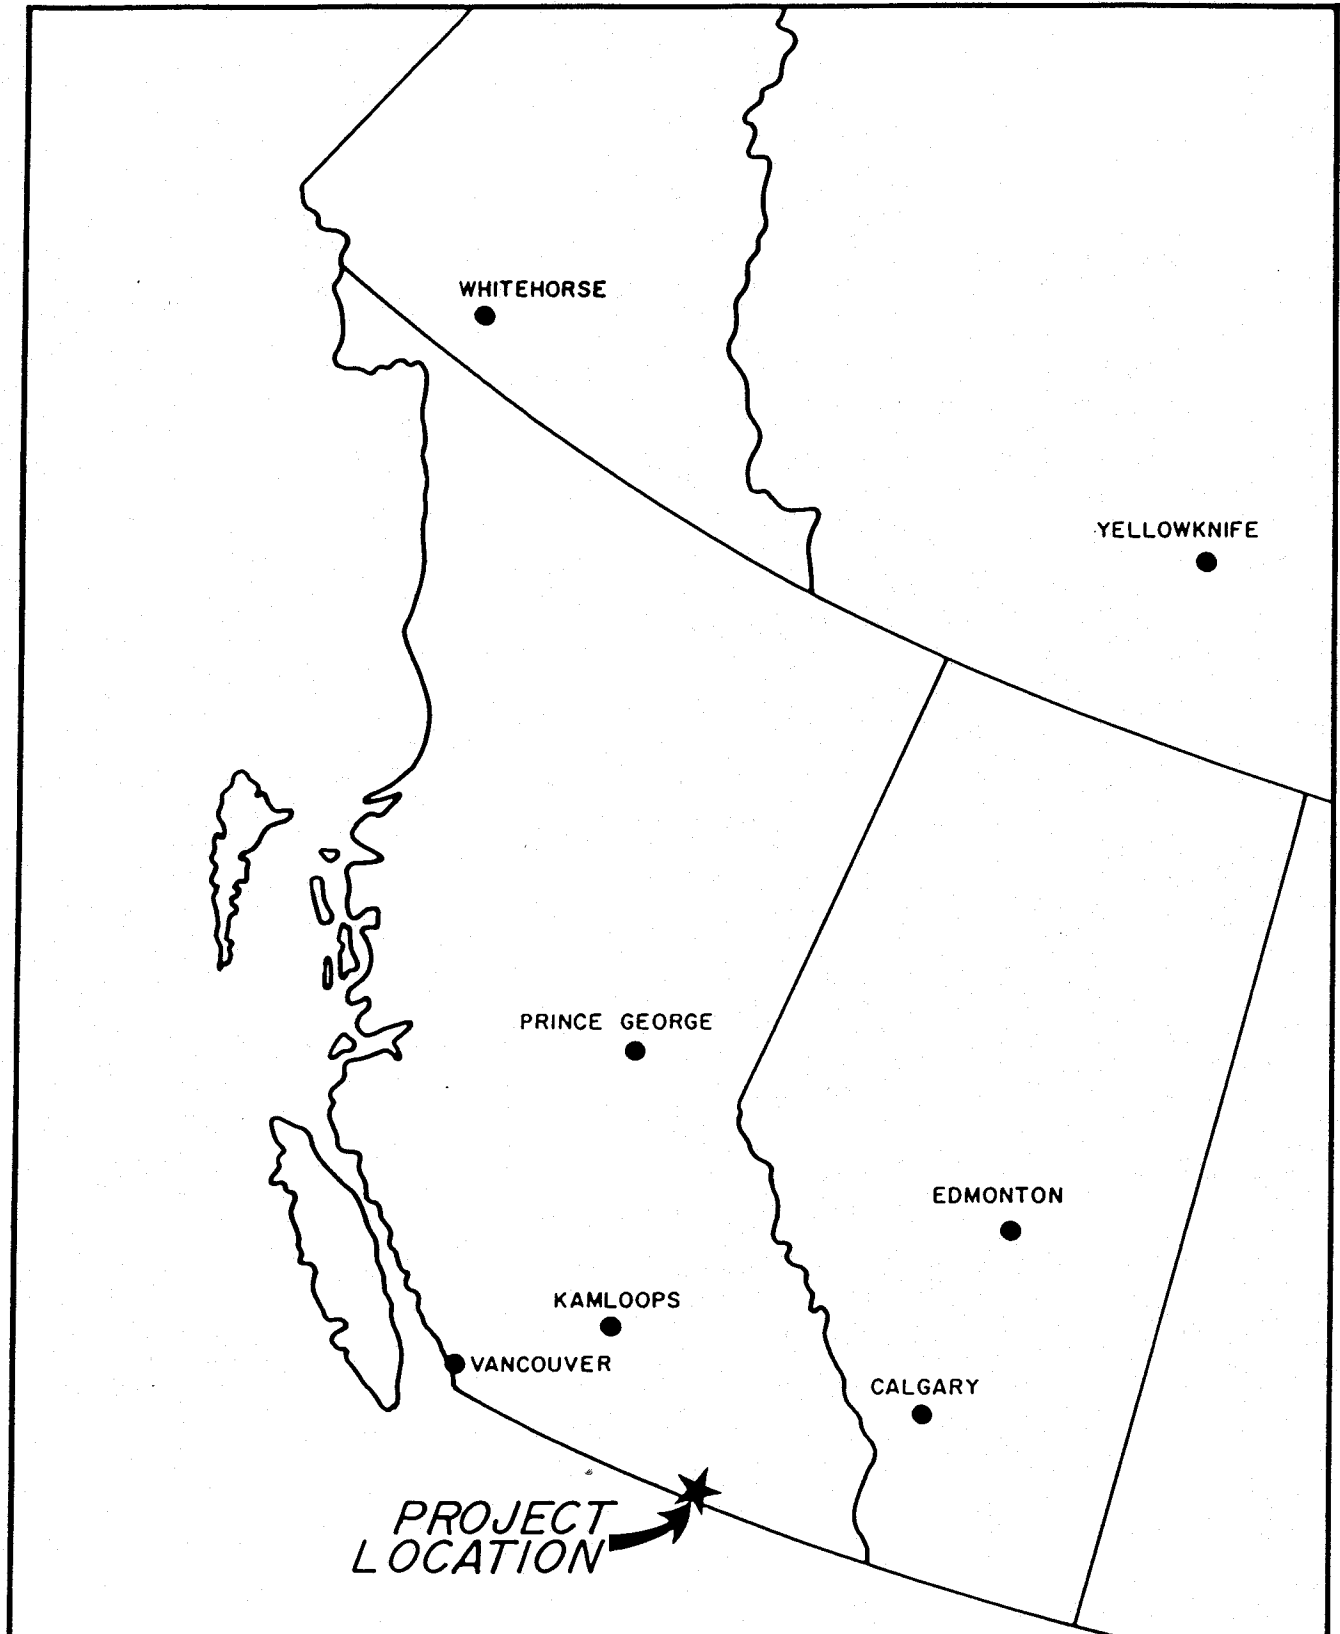 WHITEHORSE
YELLOWKNIFE
PRINCE GEORGE
EDMONTON
KAMLOOPS
VANCOUVER
CALGARY
PROJECT
LOCATION